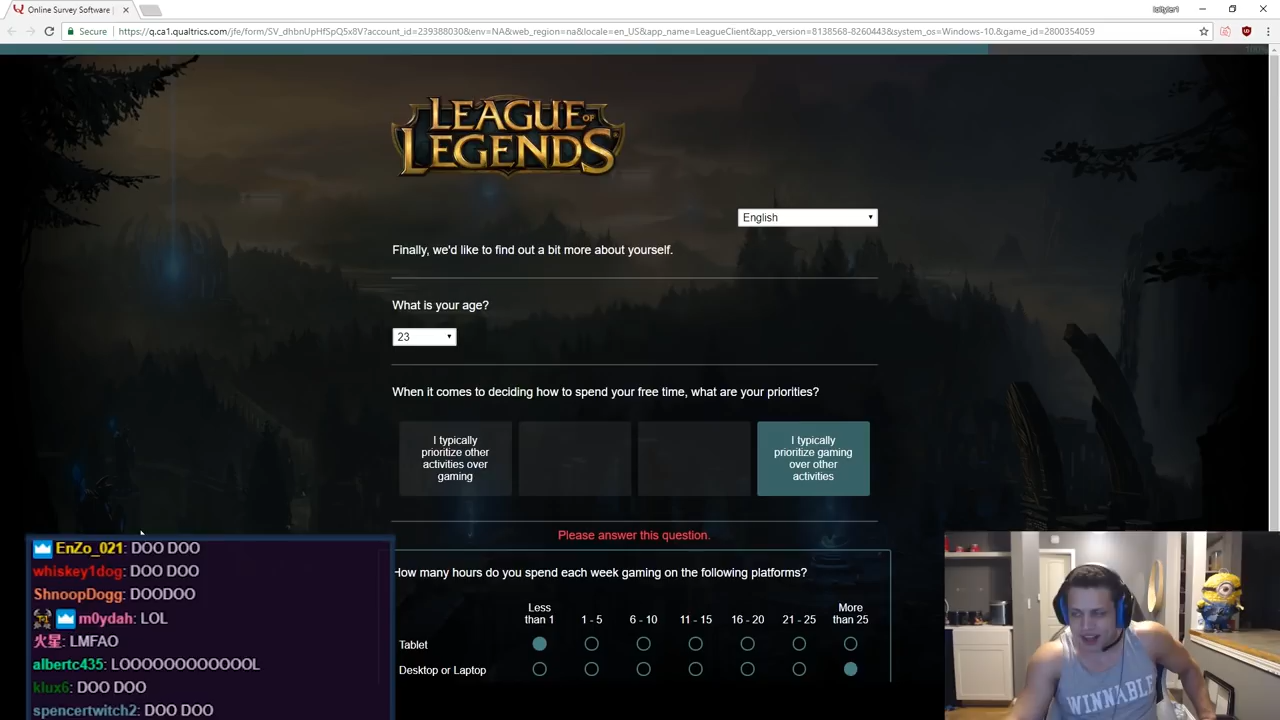 Online Survey Software |
loltyler1
Secure
https://q.ca1.qualtrics.com/jfe/form/SV_dhbnUpHfSpQSx8V?account_id=239388030&env=NA&web_region=na&locale=en_US&app_name=LeagueClient&app_version=8138568-8260443&system_os=Windows-10.&game_id=2800354059
100%
LEAGUE OF
LEGENDS
English
Finally, we'd like to find out a bit more about yourself.
What is your age?
23
When it comes to deciding how to spend your free time, what are your priorities?
I typically
prioritize other
activities over
gaming
I typically
prioritize gaming
over other
activities
Please answer this question.
How many hours do you spend each week gaming on the following platforms?
Less
than 1
1 - 5
6 - 10
11 - 15
16 - 20
21 - 25
More
than 25
Tablet
Desktop or Laptop
EnZo_021: DOO DOO
whiskey1dog: DOO DOO
ShnoopDogg: DOODOO
m0ydah: LOL
火星: LMFAO
albertc435: LOOOOOOOOOOOOL
klux6: DOO DOO
spencertwitch2: DOO DOO
WINNABLE